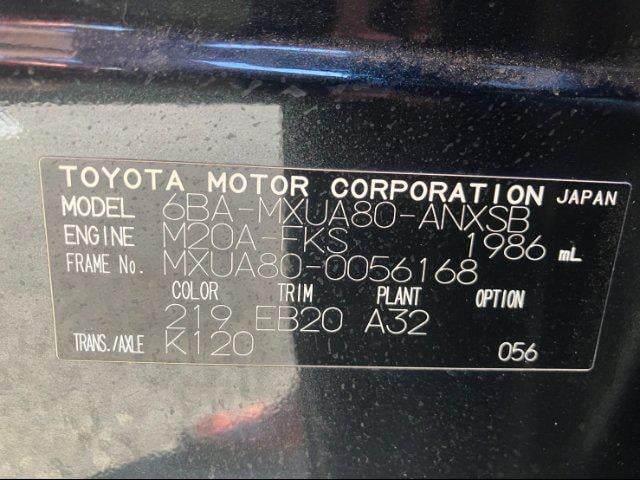 TOYOTA MOTOR CORPORATION JAPAN
MODEL 6BA-MXUA80-ANXSB
ENGINE M20A-FKS 1986 mL
FRAME No. MXUA80-0056168
COLOR TRIM PLANT OPTION
219 EB20 A32
TRANS./AXLE K120 056